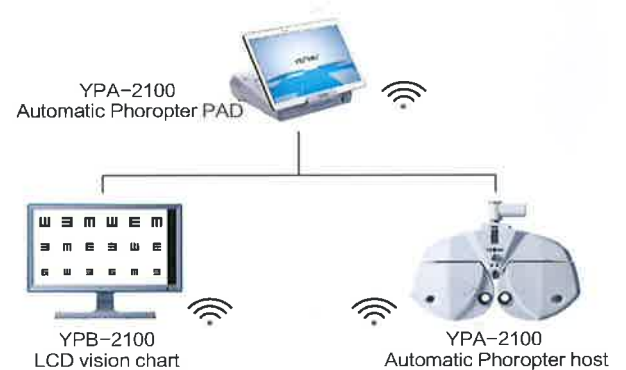 YPA-2100
Automatic Phoropter PAD
YPB-2100
LCD vision chart
YPA-2100
Automatic Phoropter host